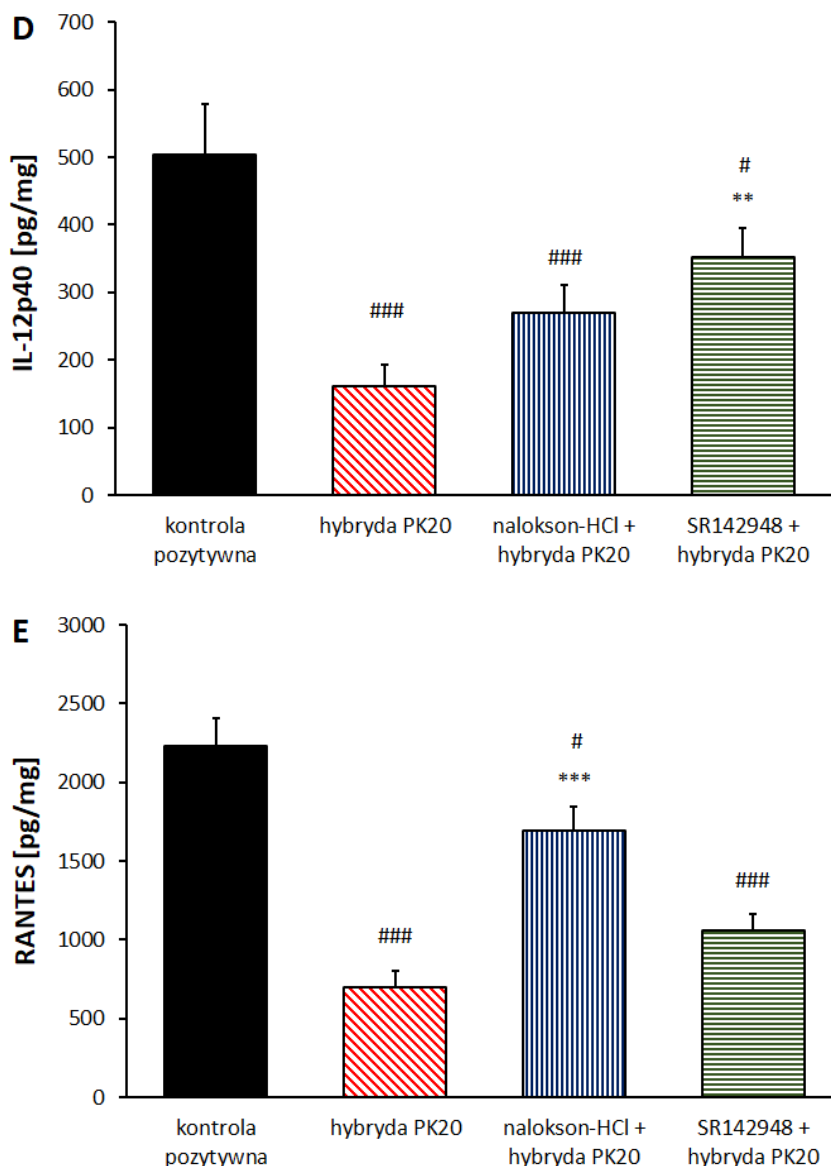 D
IL-12p40 [pg/mg]
700
600
500
400
300
200
100
0
###
###
#
**
kontrola
pozytywna
hybryda PK20
nalokson-HCl +
hybryda PK20
SR142948 +
hybryda PK20
E
RANTES [pg/mg]
3000
2500
2000
1500
1000
500
0
###
#
***
###
kontrola
pozytywna
hybryda PK20
nalokson-HCl +
hybryda PK20
SR142948 +
hybryda PK20